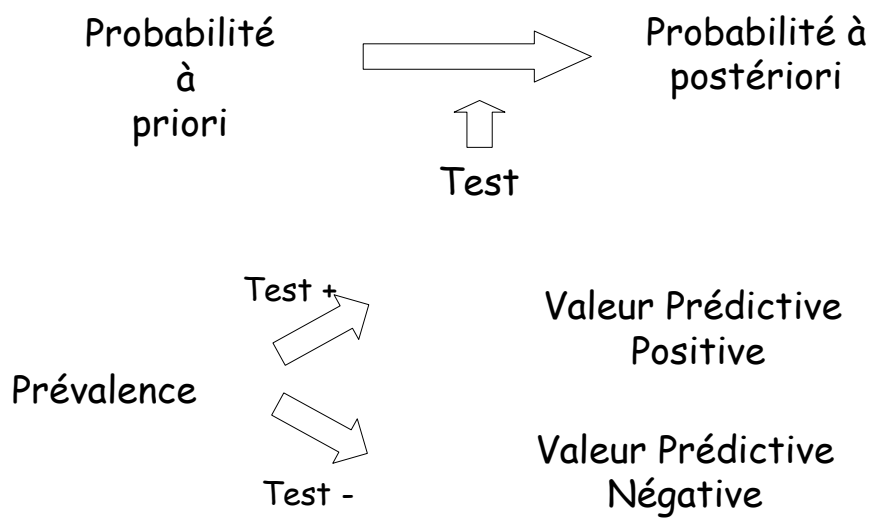 Probabilité
à
priori
Probabilité à
postériori
Test
Test +
Valeur Prédictive
Positive
Prévalence
Valeur Prédictive
Négative
Test -